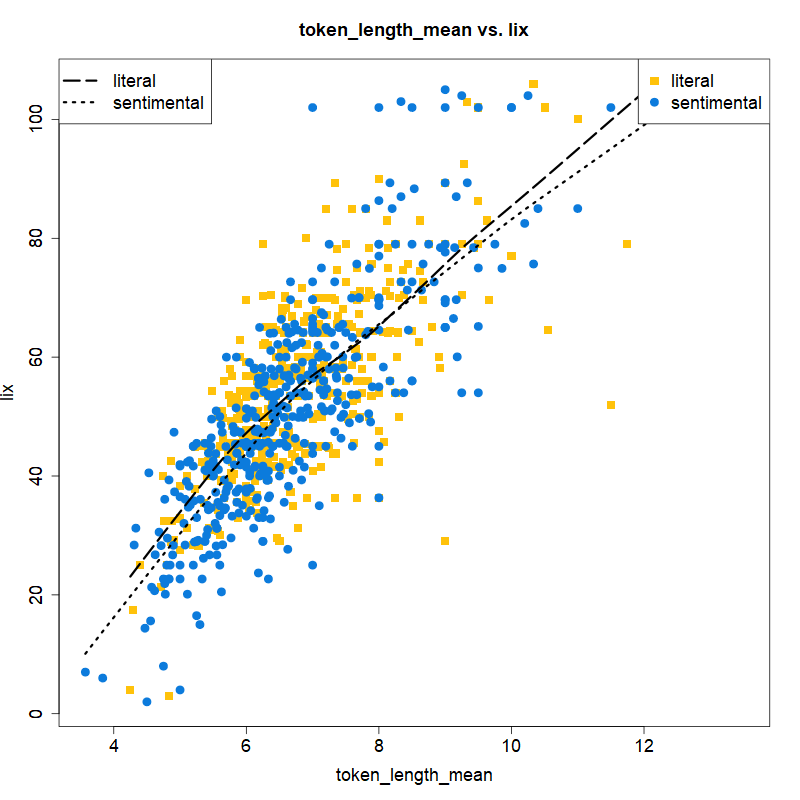 token_length_mean vs. lix
literal
sentimental
literal
sentimental
100
80
60
40
20
0
lix
4 6 8 10 12
token_length_mean